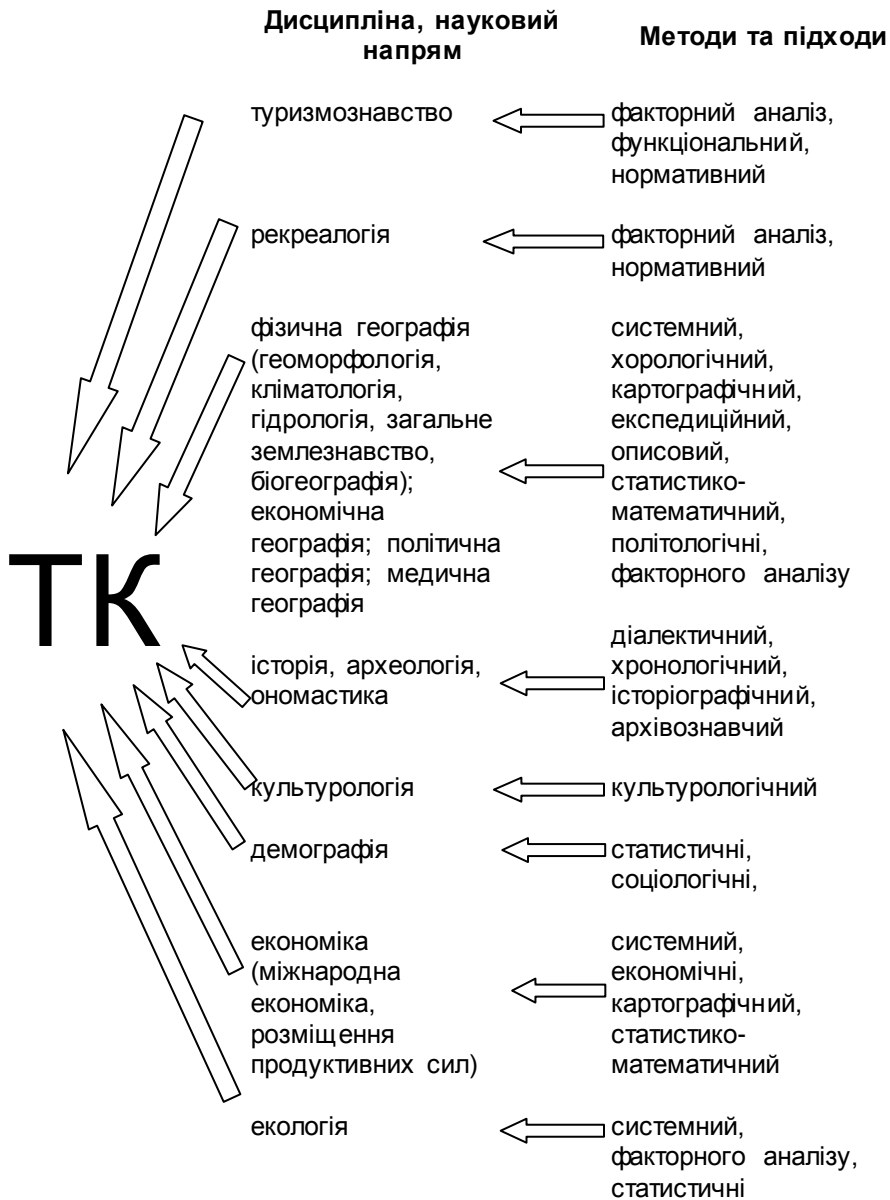 Дисципліна, науковий
напрям
Методи та підходи
туризмознавство
факторний аналіз,
функціональний,
нормативний
рекреалогія
факторний аналіз,
нормативний
фізична географія
(геоморфологія,
кліматологія,
гідрологія, загальне
землезнавство,
біогеографія);
економічна
географія; політична
географія; медична
географія
системний,
хорологічний,
картографічний,
експедиційний,
описовий,
статистико-
математичний,
політологічні,
факторного аналізу
ТК
історія, археологія,
ономастика
діалектичний,
хронологічний,
історіографічний,
архівознавчий
культурологія
культурологічний
демографія
статистичні,
соціологічні,
економіка
(міжнародна
економіка,
розміщення
продуктивних сил)
системний,
економічні,
картографічний,
статистико-
математичний
екологія
системний,
факторного аналізу,
статистичні